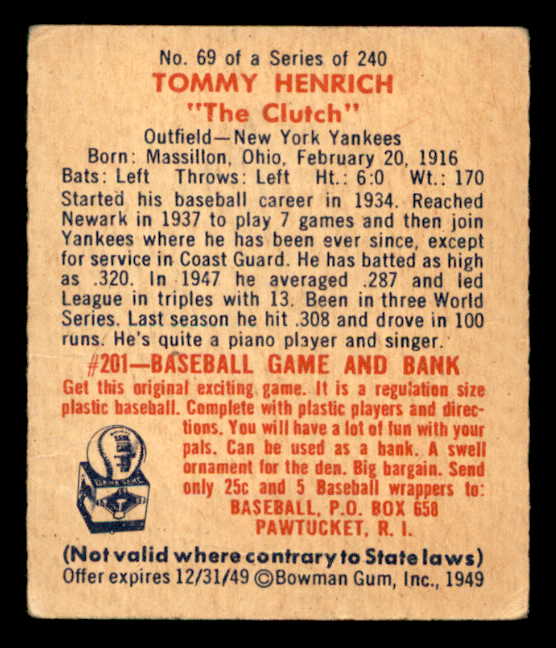 No. 69 of a Series of 240
TOMMY HENRICH
"The Clutch"
Outfield—New York Yankees
Born: Massillon, Ohio, February 20, 1916
Bats: Left Throws: Left Ht.: 6:0 Wt.: 170
Started his baseball career in 1934. Reached
Newark in 1937 to play 7 games and then join
Yankees where he has been ever since, except
for service in Coast Guard. He has batted as high
as .320. In 1947 he averaged .287 and led
League in triples with 13. Been in three World
Series. Last season he hit .308 and drove in 100
runs. He's quite a piano player and singer.
#201—BASEBALL GAME AND BANK
Get this original exciting game. It is a regulation size
plastic baseball. Complete with plastic players and direc-
tions. You will have a lot of fun with your
pals. Can be used as a bank. A swell
ornament for the den. Big bargain. Send
only 25c and 5 Baseball wrappers to:
BASEBALL, P.O. BOX 658
PAWTUCKET, R. I.
(Not valid where contrary to State laws)
Offer expires 12/31/49 ©Bowman Gum, Inc., 1949